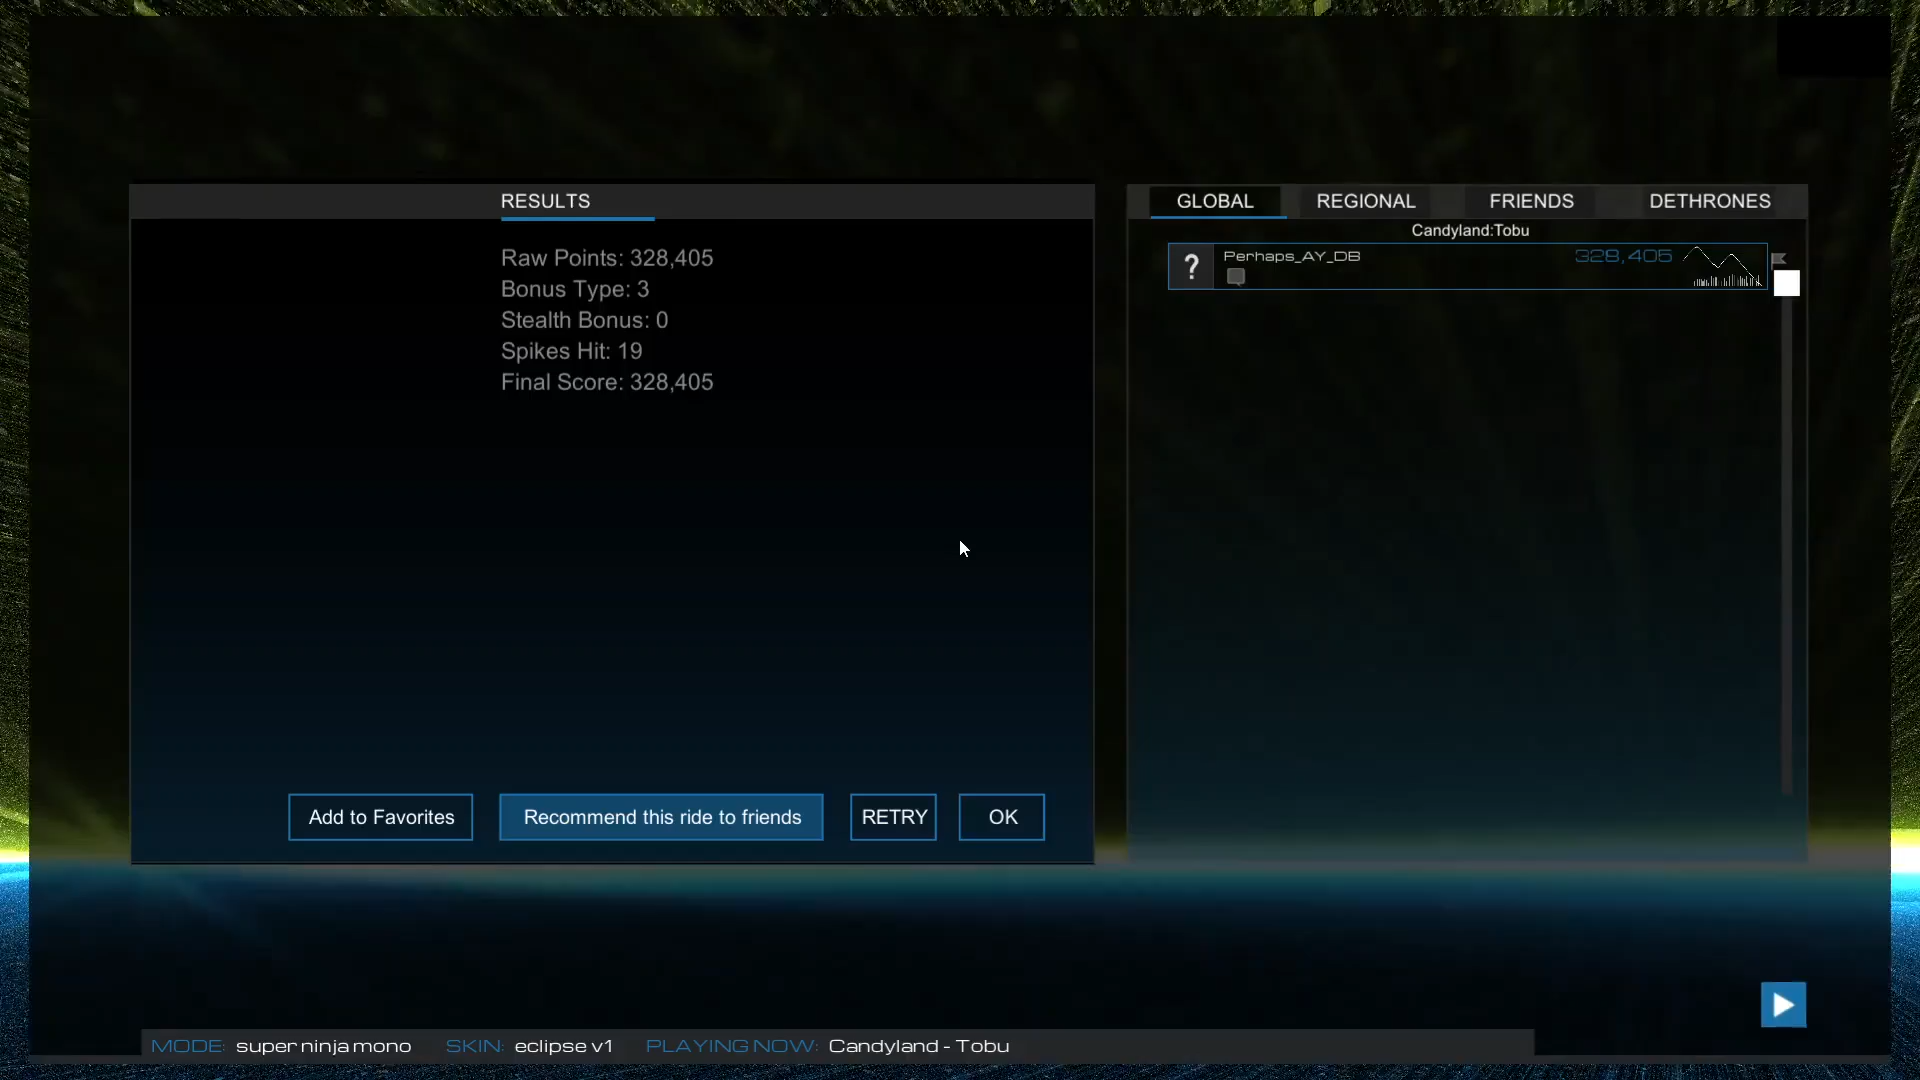 RESULTS
Raw Points: 328,405
Bonus Type: 3
Stealth Bonus: 0
Spikes Hit: 19
Final Score: 328,405
Add to Favorites
Recommend this ride to friends
RETRY
OK
GLOBAL REGIONAL FRIENDS DETHRONES
Candyland:Tobu
? Perhaps_AY_DB 328,405
MODE: super ninja mono SKIN: eclipse v1 PLAYING NOW: Candyland - Tobu